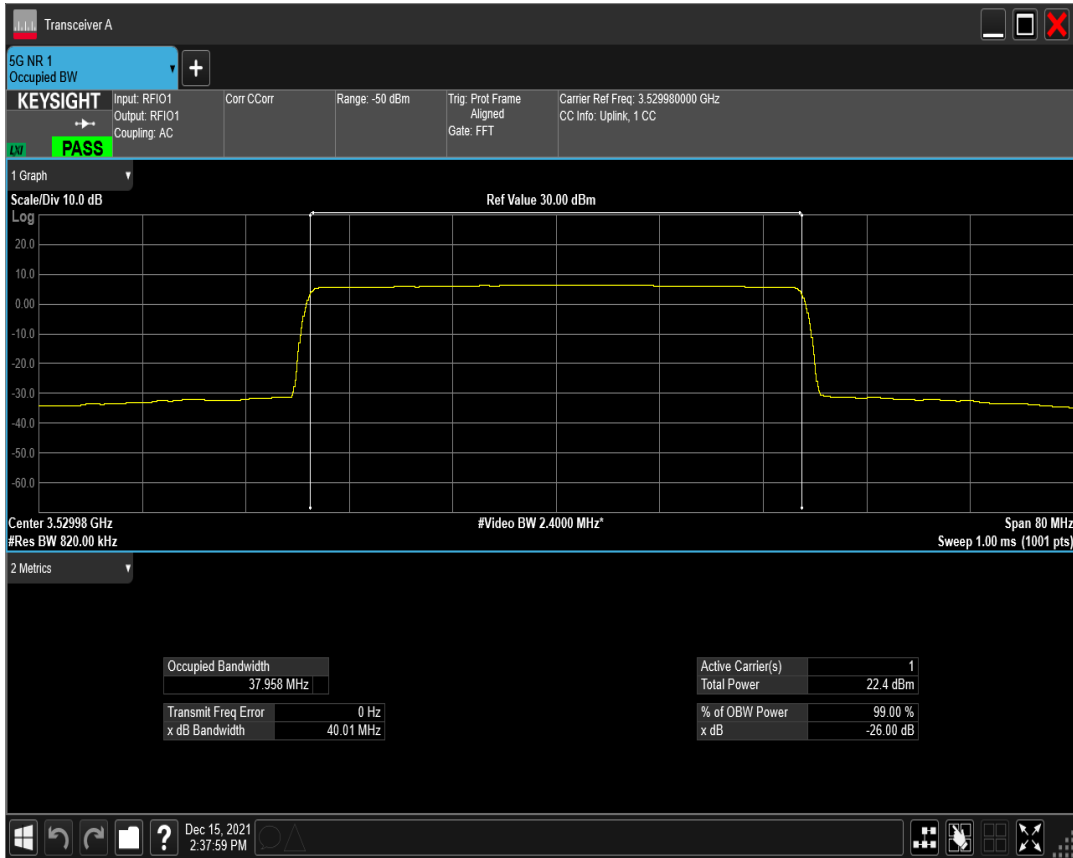 Transceiver A
5G NR 1
Occupied BW
KEYSIGHT
Input: RFIO1
Output: RFIO1
Coupling: AC
Corr CCorr
Range: -50 dBm
Trig: Prot Frame
Aligned
Gate: FFT
Carrier Ref Freq: 3.529980000 GHz
CC Info: Uplink, 1 CC
LXI
PASS
1 Graph
Scale/Div 10.0 dB
Ref Value 30.00 dBm
Log
20.0
10.0
0.00
-10.0
-20.0
-30.0
-40.0
-50.0
-60.0
Center 3.52998 GHz
#Video BW 2.4000 MHz*
Span 80 MHz
#Res BW 820.00 kHz
Sweep 1.00 ms (1001 pts)
2 Metrics
Occupied Bandwidth
37.958 MHz
Transmit Freq Error 0 Hz
x dB Bandwidth 40.01 MHz
Active Carrier(s) 1
Total Power 22.4 dBm
% of OBW Power 99.00 %
x dB -26.00 dB
Dec 15, 2021
2:37:59 PM